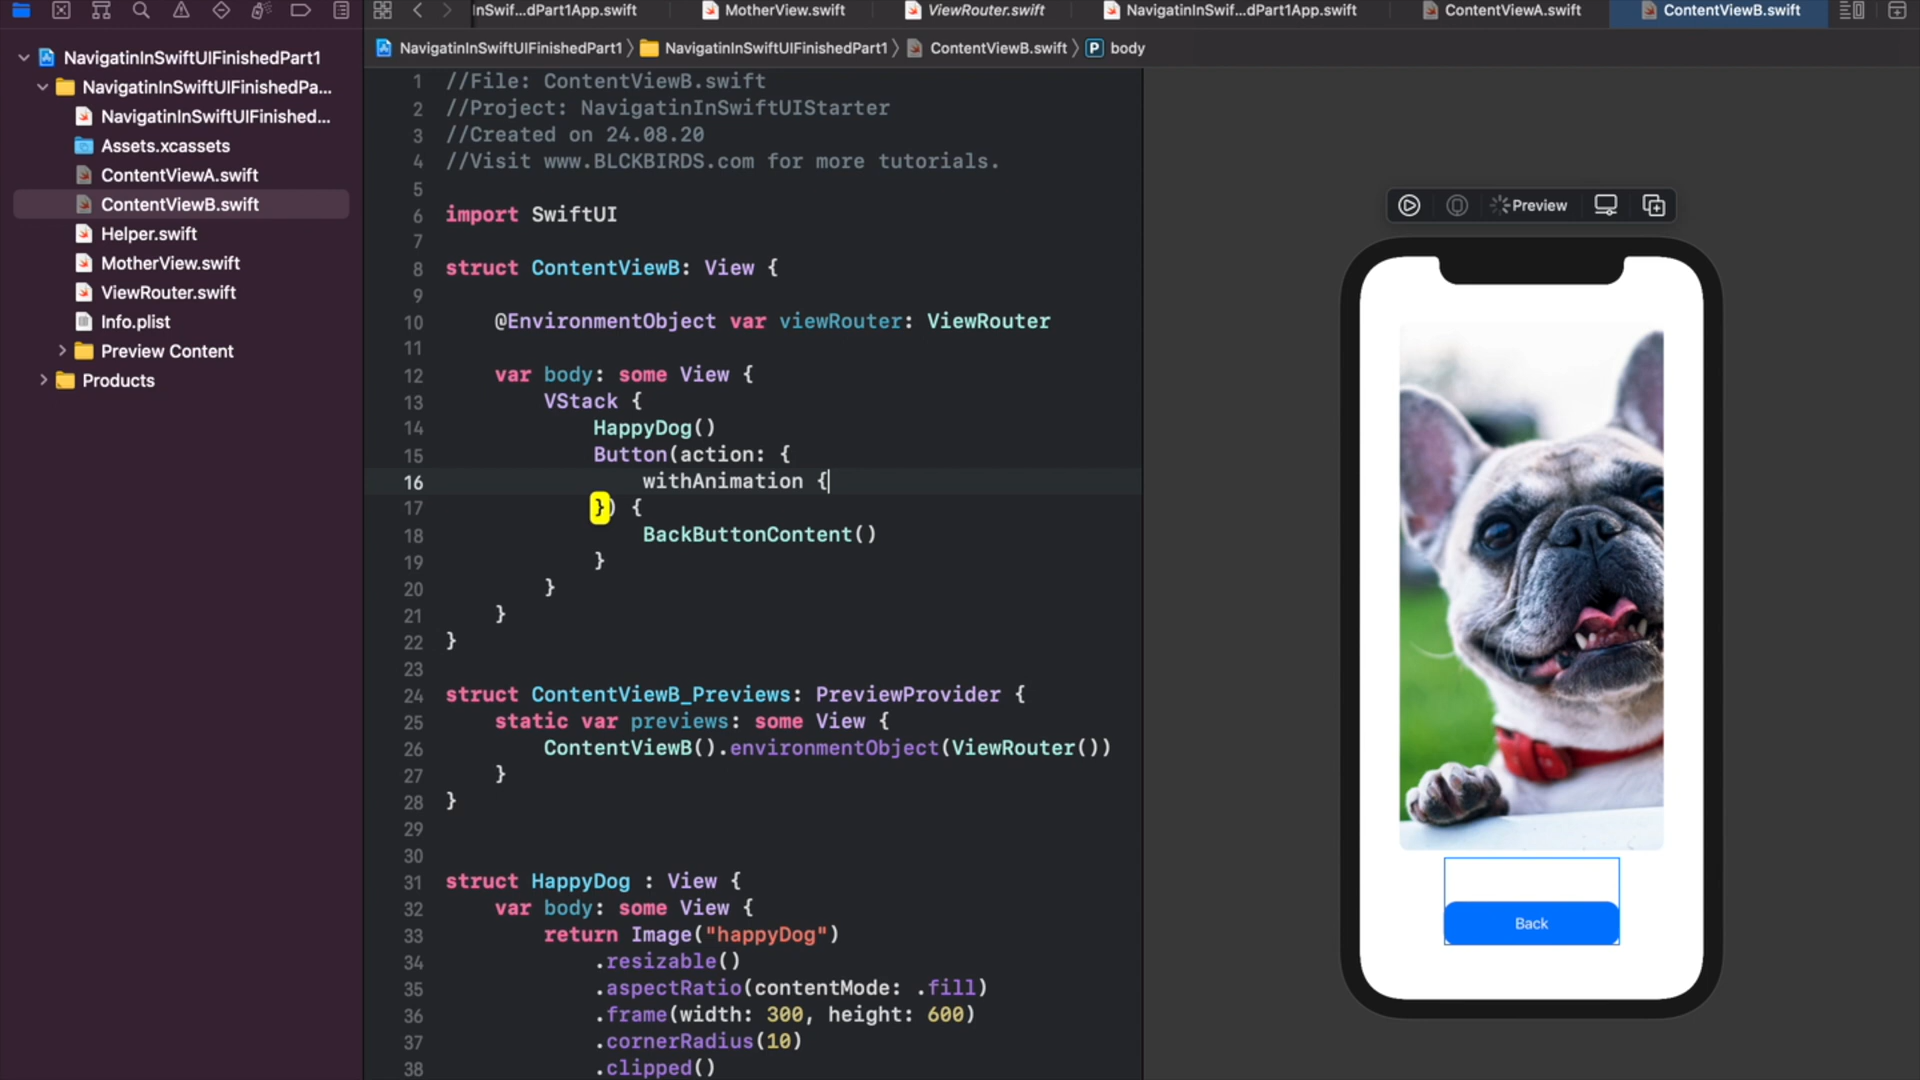 InSwif...dPart1App.swift
MotherView.swift
ViewRouter.swift
NavigatinInSwif...dPart1App.swift
ContentViewA.swift
ContentViewB.swift
NavigatinInSwiftUIFinishedPart1
NavigatinInSwiftUIFinishedPart1
ContentViewB.swift
P body
NavigatinInSwiftUIFinishedPart1
NavigatinInSwiftUIFinishedPa...
NavigatinInSwiftUIFinished...
Assets.xcassets
ContentViewA.swift
ContentViewB.swift
Helper.swift
MotherView.swift
ViewRouter.swift
Info.plist
Preview Content
Products
1 //File: ContentViewB.swift
2 //Project: NavigatinInSwiftUIStarter
3 //Created on 24.08.20
4 //Visit www.BLCKBIRDS.com for more tutorials.
5
6 import SwiftUI
7
8 struct ContentViewB: View {
9
10 @EnvironmentObject var viewRouter: ViewRouter
11
12 var body: some View {
13 VStack {
14 HappyDog()
15 Button(action: {
16 withAnimation {
17 }) {
18 BackButtonContent()
19 }
20 }
21 }
22 }
23
24 struct ContentViewB_Previews: PreviewProvider {
25 static var previews: some View {
26 ContentViewB().environmentObject(ViewRouter())
27 }
28 }
29
30
31 struct HappyDog : View {
32 var body: some View {
33 return Image("happyDog")
34 .resizable()
35 .aspectRatio(contentMode: .fill)
36 .frame(width: 300, height: 600)
37 .cornerRadius(10)
38 .clipped()
Preview
Back